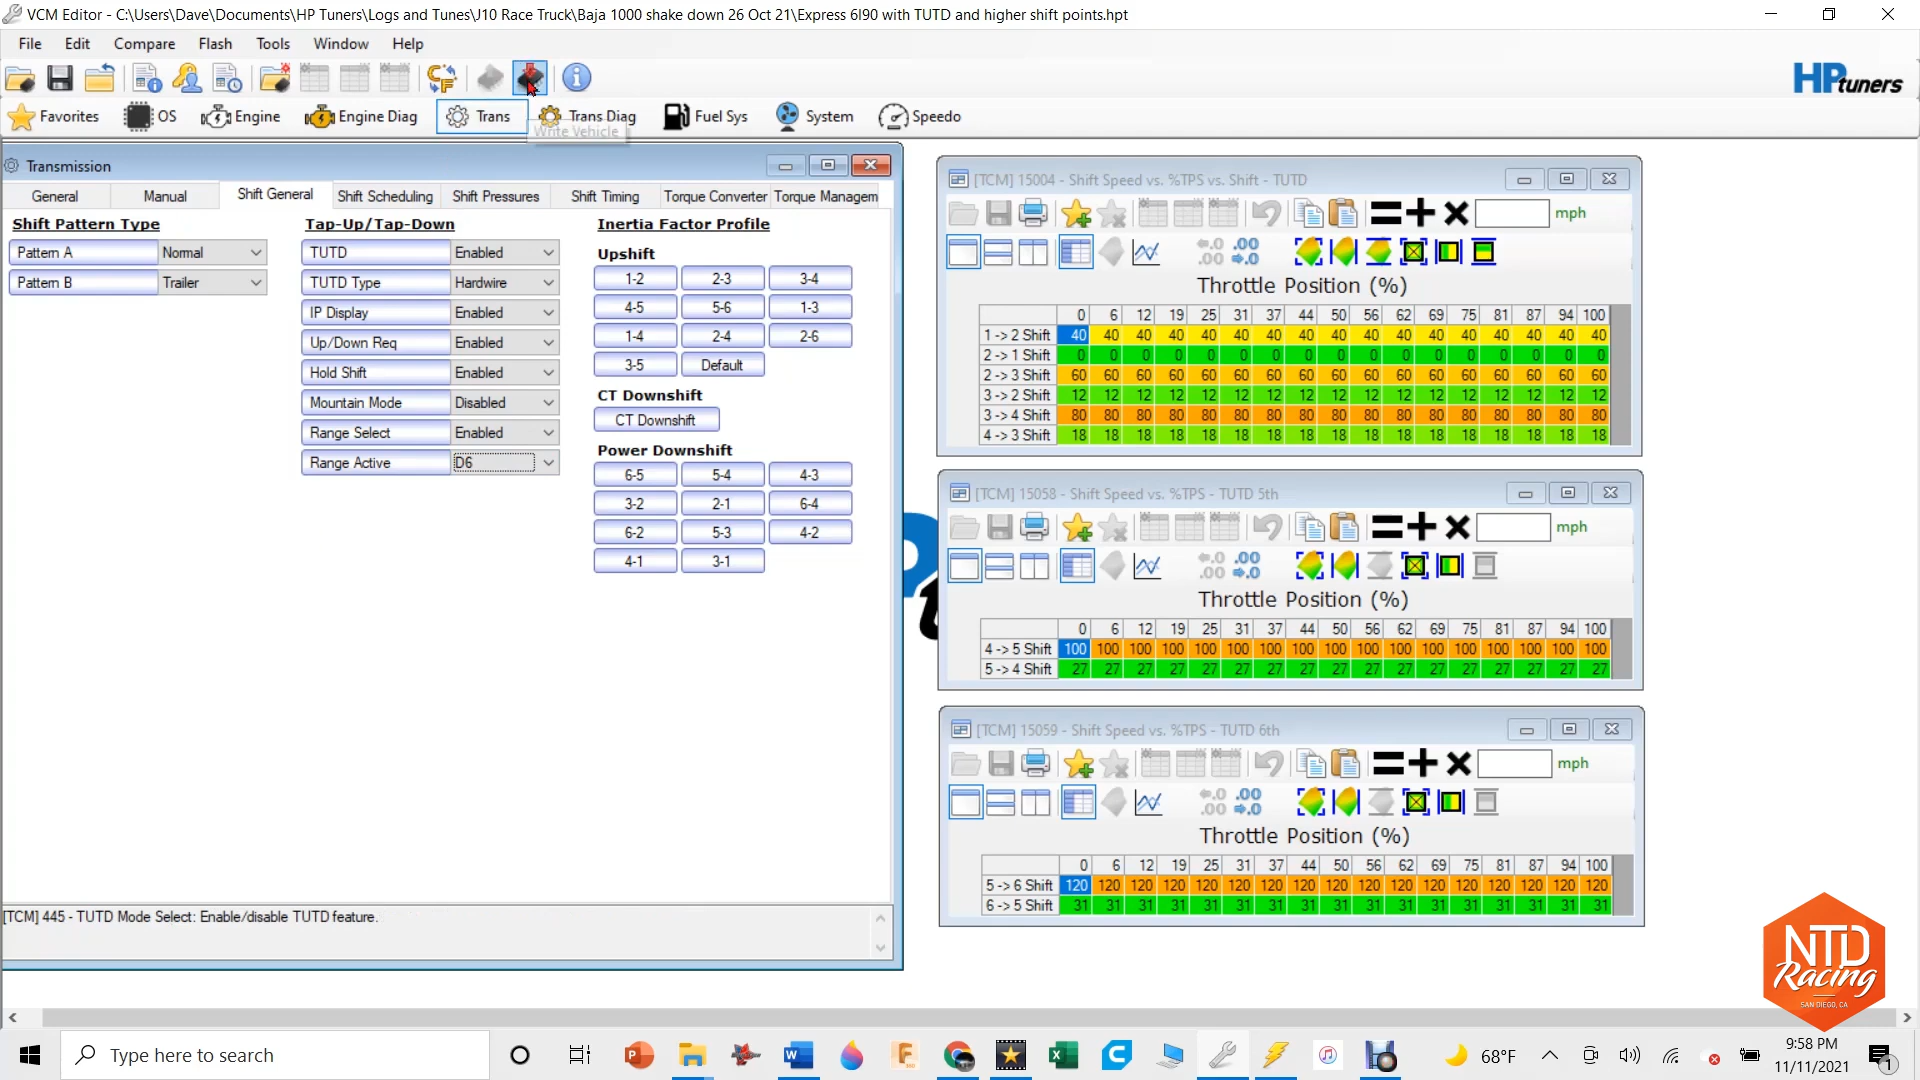 VCM Editor - C:\Users\Dave\Documents\HP Tuners\Logs and Tunes\J10 Race Truck\Baja 1000 shake down 26 Oct 21\Express 6l90 with TUTD and higher shift points.hpt
File Edit Compare Flash Tools Window Help
HPtuners
Favorites OS Engine Engine Diag Trans Trans Diag Fuel Sys System Speedo
Write Vehicle
Transmission
General Manual Shift General Shift Scheduling Shift Pressures Shift Timing Torque Converter Torque Managem
Shift Pattern Type
Pattern A Normal
Pattern B Trailer
Tap-Up/Tap-Down
TUTD Enabled
TUTD Type Hardwire
IP Display Enabled
Up/Down Req Enabled
Hold Shift Enabled
Mountain Mode Disabled
Range Select Enabled
Range Active D6
Inertia Factor Profile
Upshift
1-2 2-3 3-4
4-5 5-6 1-3
1-4 2-4 2-6
3-5 Default
CT Downshift
CT Downshift
Power Downshift
6-5 5-4 4-3
3-2 2-1 6-4
6-2 5-3 4-2
4-1 3-1
[TCM] 445 - TUTD Mode Select: Enable/disable TUTD feature.
[TCM] 15004 - Shift Speed vs. %TPS vs. Shift - TUTD
mph
.0 .00
.00 .0
Throttle Position (%)
0 6 12 19 25 31 37 44 50 56 62 69 75 81 87 94 100
1 -> 2 Shift 40 40 40 40 40 40 40 40 40 40 40 40 40 40 40 40 40
2 -> 1 Shift 0 0 0 0 0 0 0 0 0 0 0 0 0 0 0 0 0
2 -> 3 Shift 60 60 60 60 60 60 60 60 60 60 60 60 60 60 60 60 60
3 -> 2 Shift 12 12 12 12 12 12 12 12 12 12 12 12 12 12 12 12 12
3 -> 4 Shift 80 80 80 80 80 80 80 80 80 80 80 80 80 80 80 80 80
4 -> 3 Shift 18 18 18 18 18 18 18 18 18 18 18 18 18 18 18 18 18
[TCM] 15058 - Shift Speed vs. %TPS - TUTD 5th
mph
.0 .00
.00 .0
Throttle Position (%)
0 6 12 19 25 31 37 44 50 56 62 69 75 81 87 94 100
4 -> 5 Shift 100 100 100 100 100 100 100 100 100 100 100 100 100 100 100 100 100
5 -> 4 Shift 27 27 27 27 27 27 27 27 27 27 27 27 27 27 27 27 27
[TCM] 15059 - Shift Speed vs. %TPS - TUTD 6th
mph
.0 .00
.00 .0
Throttle Position (%)
0 6 12 19 25 31 37 44 50 56 62 69 75 81 87 94 100
5 -> 6 Shift 120 120 120 120 120 120 120 120 120 120 120 120 120 120 120 120 120
6 -> 5 Shift 31 31 31 31 31 31 31 31 31 31 31 31 31 31 31 31 31
NTD
Racing
SAN DIEGO, CA
Type here to search
68°F
9:58 PM
11/11/2021
1